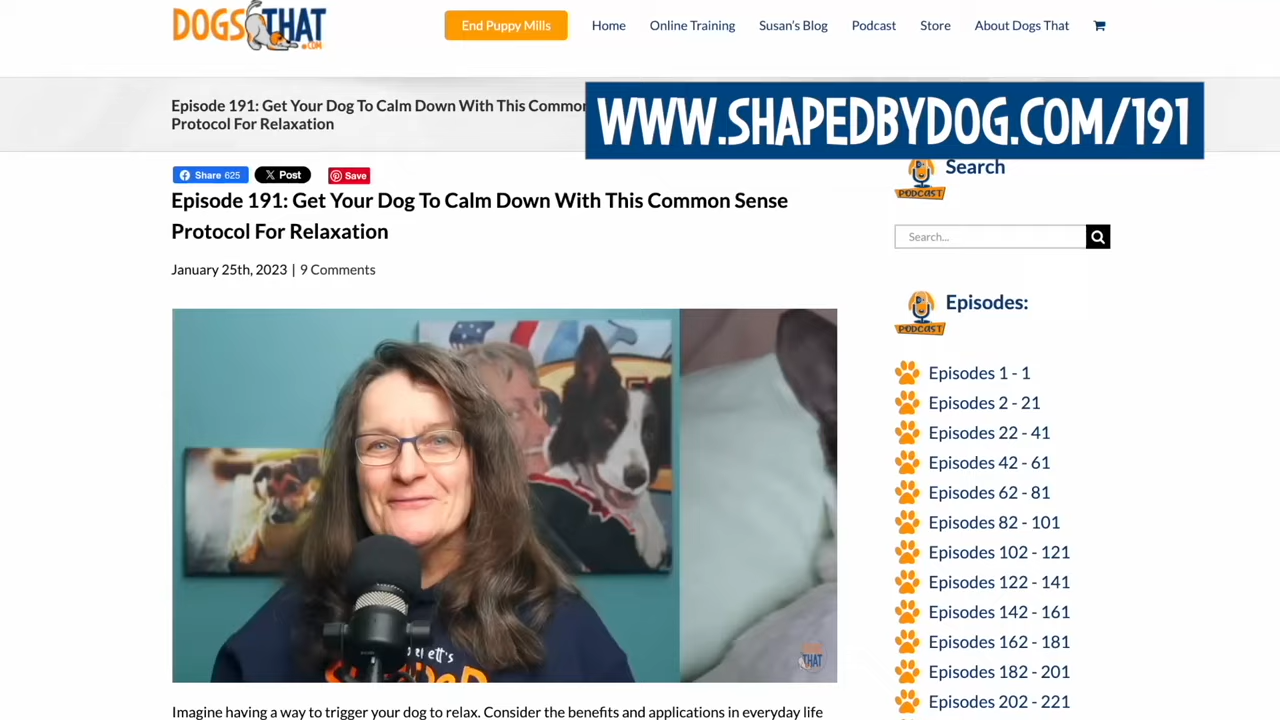 DOGS THAT
.COM
End Puppy Mills
Home
Online Training
Susan's Blog
Podcast
Store
About Dogs That
Episode 191: Get Your Dog To Calm Down With This Common
Protocol For Relaxation
WWW.SHAPEDBYDOG.COM/191
Share 625
Post
Save
Episode 191: Get Your Dog To Calm Down With This Common Sense
Protocol For Relaxation
January 25th, 2023 | 9 Comments
PODCAST
Search
Search...
PODCAST
Episodes:
Episodes 1 - 1
Episodes 2 - 21
Episodes 22 - 41
Episodes 42 - 61
Episodes 62 - 81
Episodes 82 - 101
Episodes 102 - 121
Episodes 122 - 141
Episodes 142 - 161
Episodes 162 - 181
Episodes 182 - 201
Episodes 202 - 221
DOGS
THAT
Imagine having a way to trigger your dog to relax. Consider the benefits and applications in everyday life